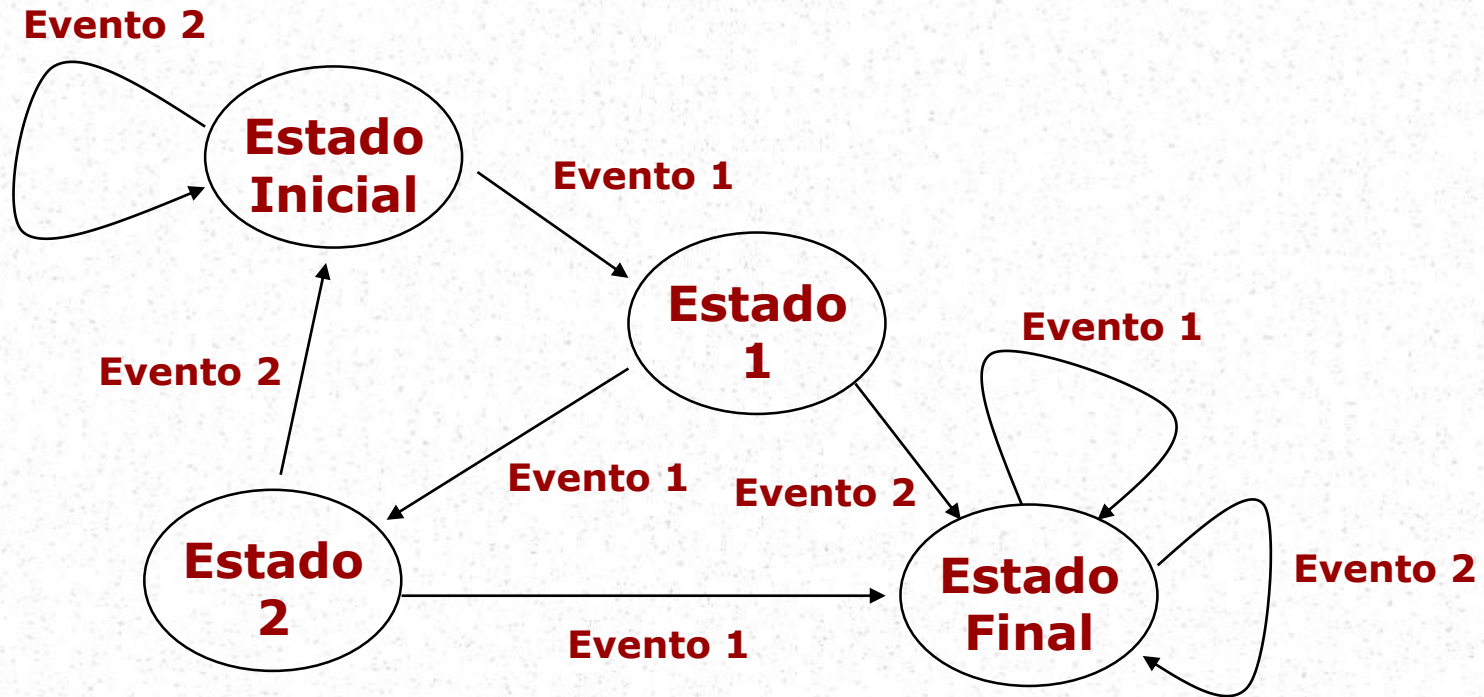 Evento 2
Estado
Inicial
Evento 1
Estado
1
Evento 1
Evento 2
Evento 1
Evento 2
Estado
2
Estado
Final
Evento 2
Evento 1